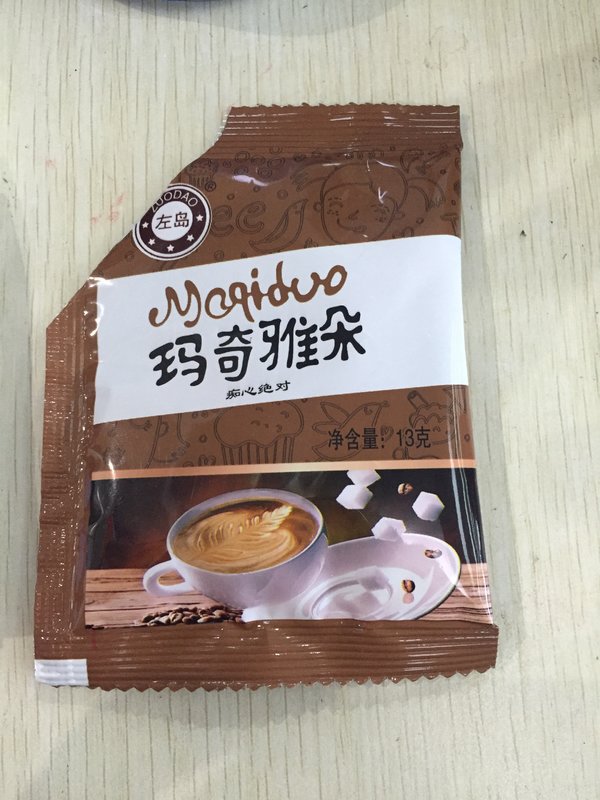 ZUODAO
左岛
Maqiduo
玛奇雅朵
痴心绝对
净含量：13克